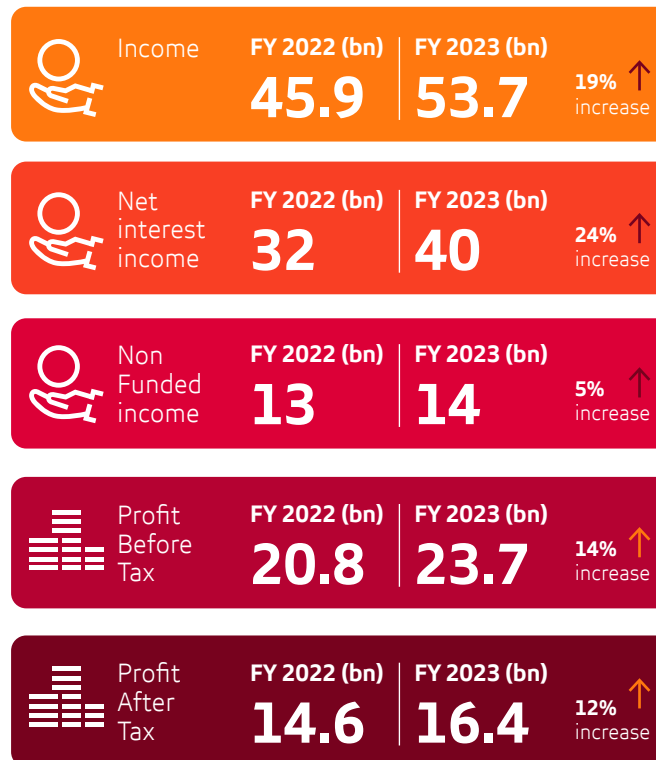 Income
FY 2022 (bn)
45.9
FY 2023 (bn)
53.7
19%
increase
Net
interest
income
FY 2022 (bn)
32
FY 2023 (bn)
40
24%
increase
Non
Funded
income
FY 2022 (bn)
13
FY 2023 (bn)
14
5%
increase
Profit
Before
Tax
FY 2022 (bn)
20.8
FY 2023 (bn)
23.7
14%
increase
Profit
After
Tax
FY 2022 (bn)
14.6
FY 2023 (bn)
16.4
12%
increase